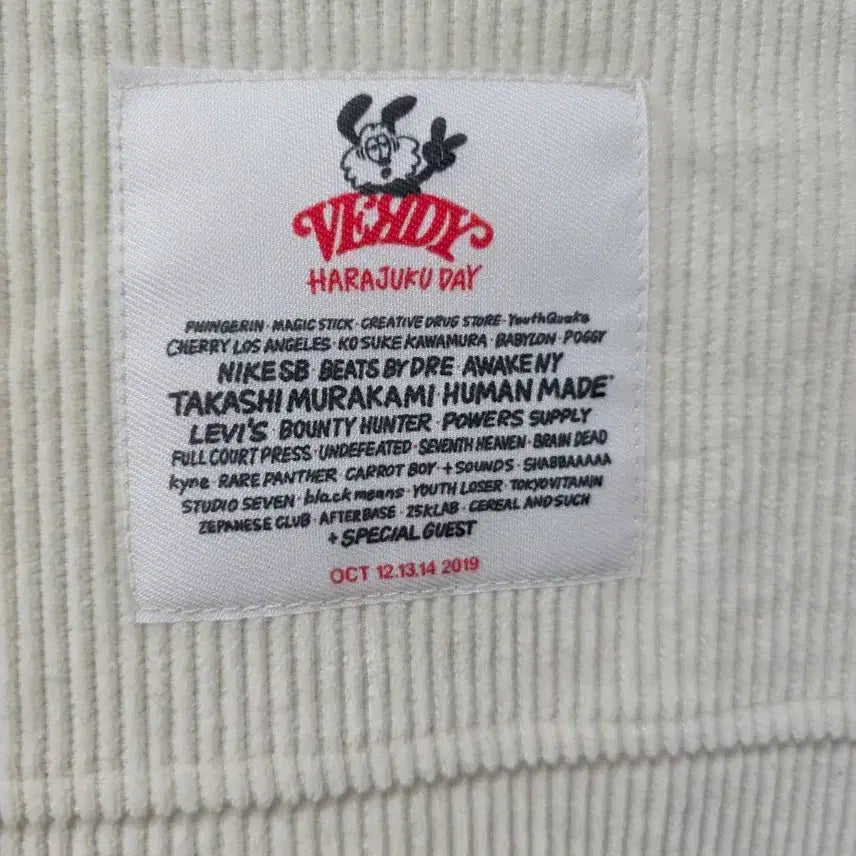 VERDY
HARAJUKU DAY
PHINGERIN · MAGIC STICK · CREATIVE DRUG STORE · YouthQuake
CHERRY LOS ANGELES · KOSUKE KAWAMURA · BABYLON · POGGY
NIKE SB BEATS BY DRE · AWAKE NY
TAKASHI MURAKAMI · HUMAN MADE
LEVI'S BOUNTY HUNTER · POWERS SUPPLY
FULL COURT PRESS · UNDEFEATED · SEVENTH HEAVEN · BRAIN DEAD
kyne · RARE PANTHER CARROT BOY · + SOUNDS · SHABBAAAAA
STUDIO SEVEN · blackmeans · YOUTH LOSER · TOKYOVITAMIN
ZEPANESE CLUB · AFTERBASE · 25KLAB · CEREAL AND SUCH
+ SPECIAL GUEST
OCT 12.13.14 2019